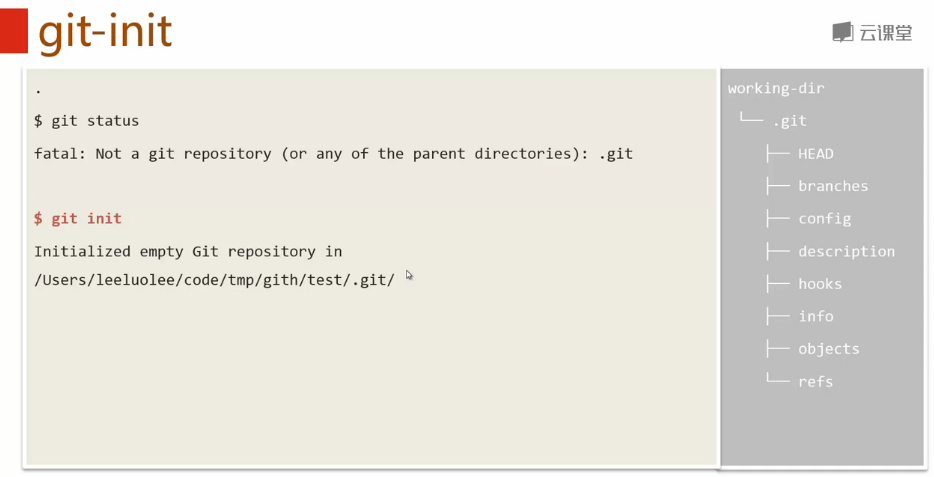 git-init
云课堂
.
$ git status
fatal: Not a git repository (or any of the parent directories): .git
$ git init
Initialized empty Git repository in
/Users/leeluolee/code/tmp/gith/test/.git/
working-dir
└── .git
├── HEAD
├── branches
├── config
├── description
├── hooks
├── info
├── objects
└── refs